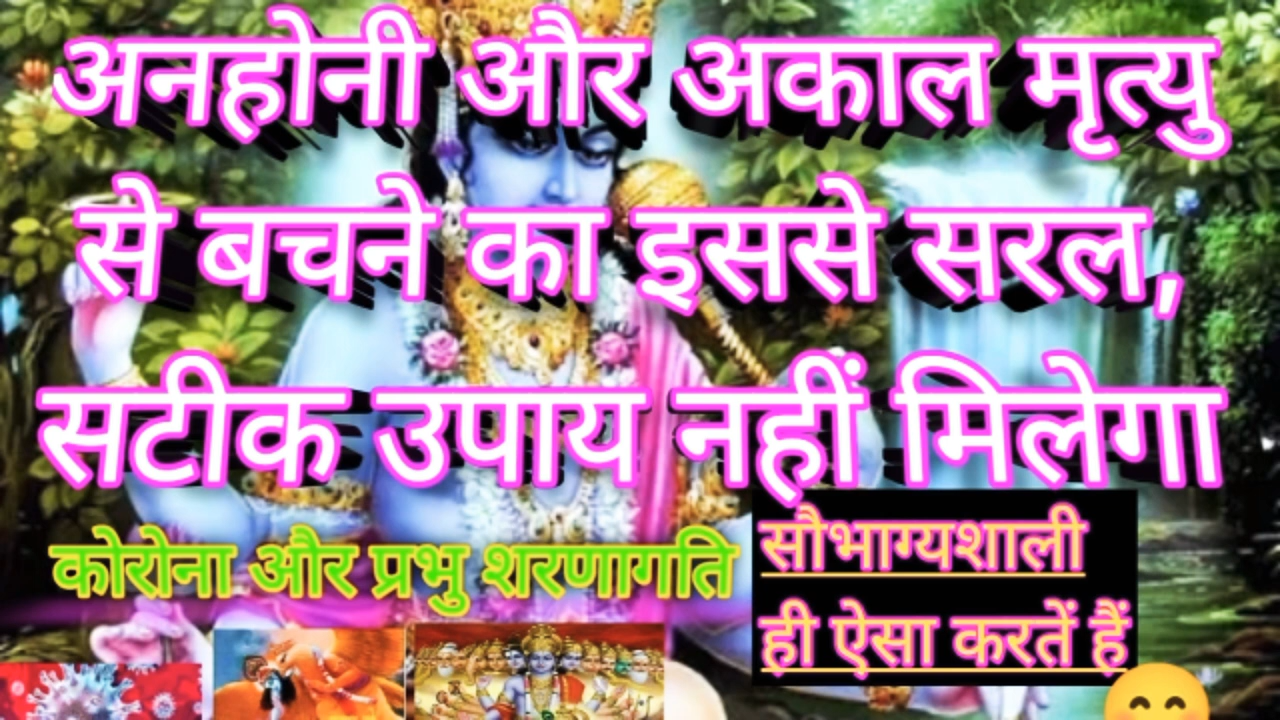 अनहोनी और अकाल मृत्यु
से बचने का इससे सरल,
सटीक उपाय नहीं मिलेगा
कोरोना और प्रभु शरणागति
सौभाग्यशाली
ही ऐसा करतें हैं